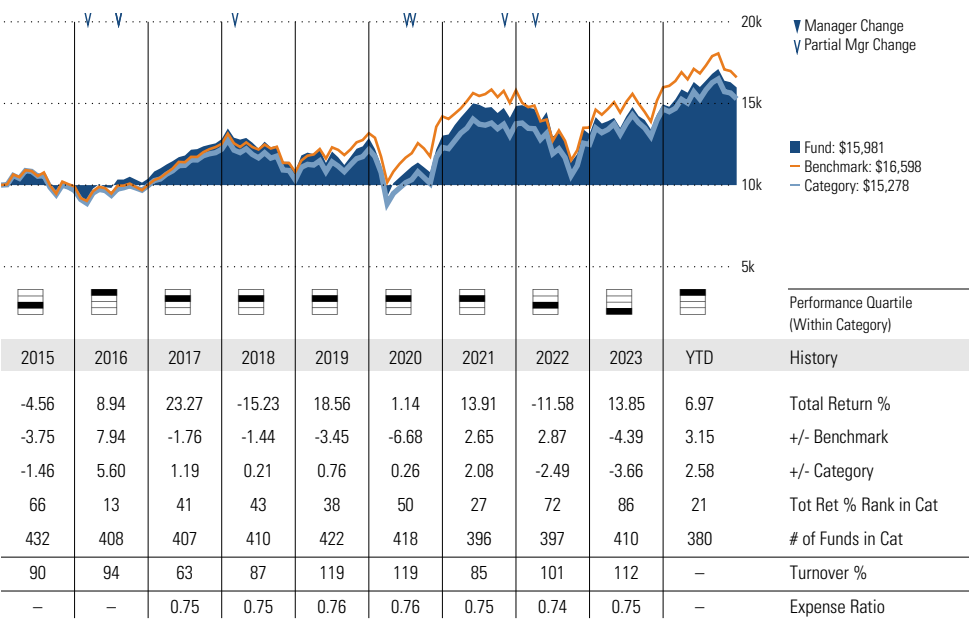 20k
Manager Change
Partial Mgr Change
15k
Fund: $15,981
Benchmark: $16,598
Category: $15,278
10k
5k
Performance Quartile
(Within Category)
2015 2016 2017 2018 2019 2020 2021 2022 2023 YTD History
-4.56 8.94 23.27 -15.23 18.56 1.14 13.91 -11.58 13.85 6.97 Total Return %
-3.75 7.94 -1.76 -1.44 -3.45 -6.68 2.65 2.87 -4.39 3.15 +/- Benchmark
-1.46 5.60 1.19 0.21 0.76 0.26 2.08 -2.49 -3.66 2.58 +/- Category
66 13 41 43 38 50 27 72 86 21 Tot Ret % Rank in Cat
432 408 407 410 422 418 396 397 410 380 # of Funds in Cat
90 94 63 87 119 119 85 101 112 – Turnover %
– – 0.75 0.75 0.76 0.76 0.75 0.74 0.75 – Expense Ratio